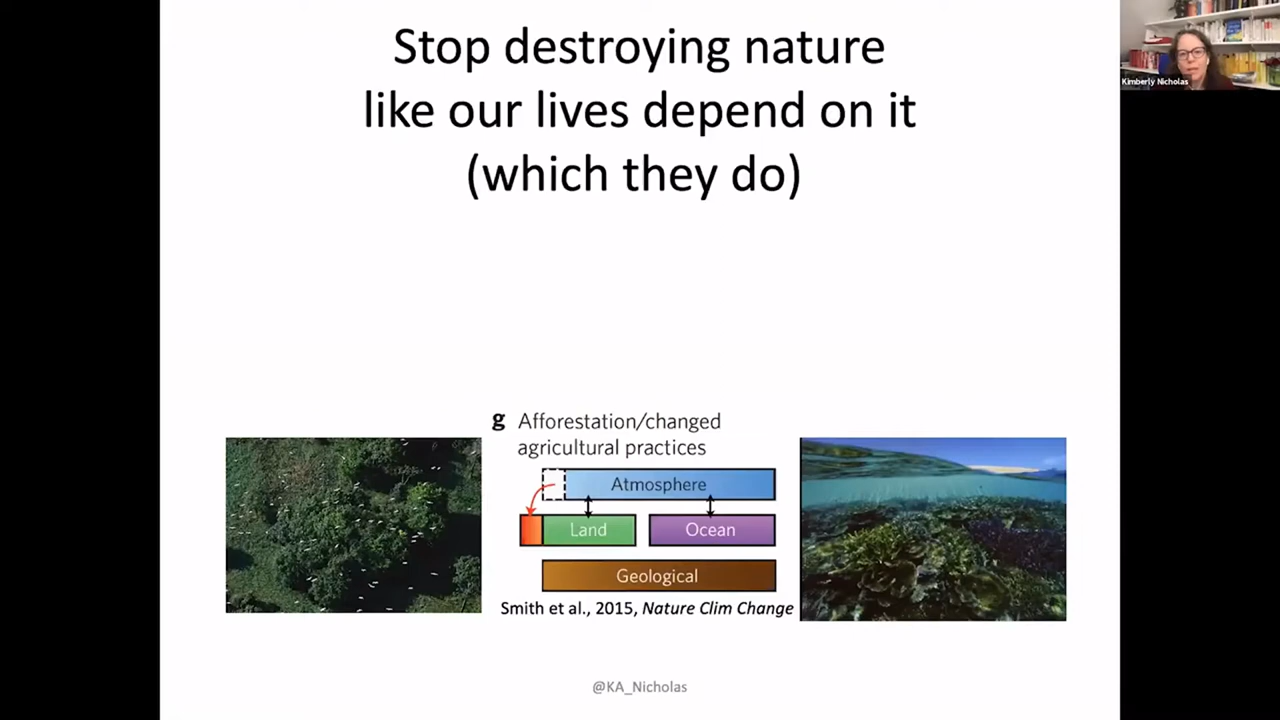 Stop destroying nature
like our lives depend on it
(which they do)
Kimberly Nicholas
g Afforestation/changed
agricultural practices
Atmosphere
Land
Ocean
Geological
Smith et al., 2015, Nature Clim Change
@KA_Nicholas